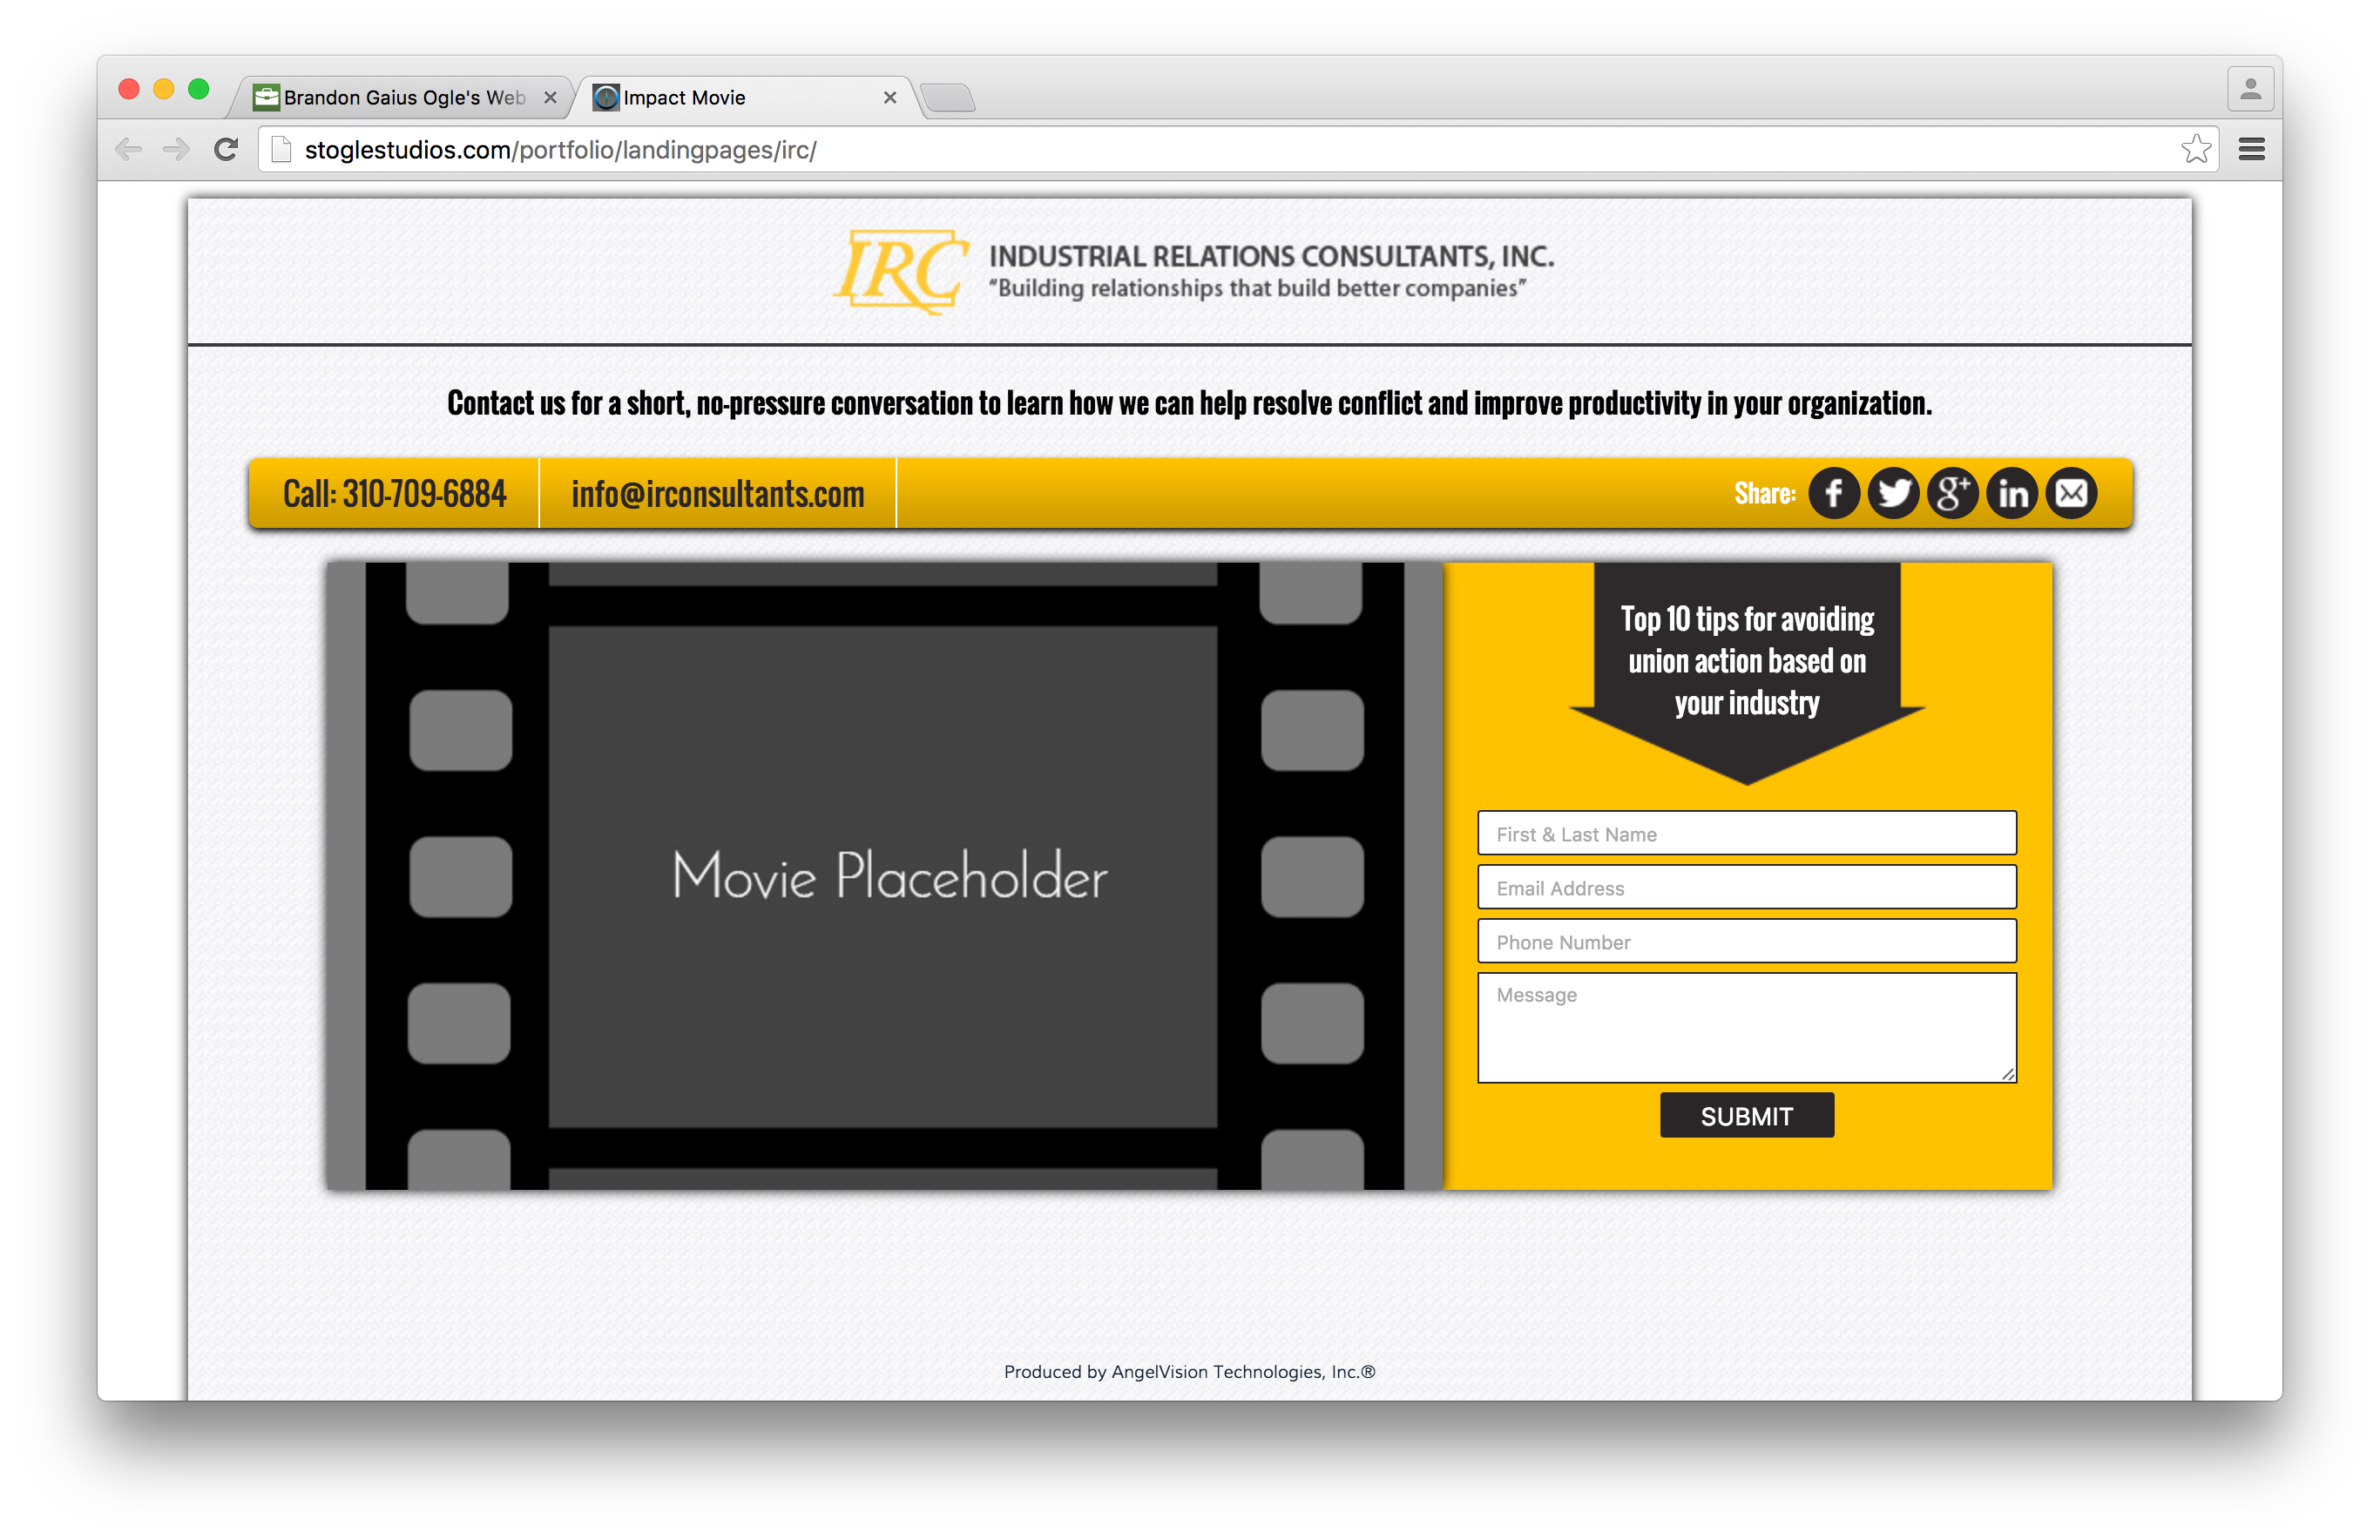 Brandon Gaius Ogle's Web
Impact Movie
stoglestudios.com/portfolio/landingpages/irc/
IRC
INDUSTRIAL RELATIONS CONSULTANTS, INC.
“Building relationships that build better companies”
Contact us for a short, no-pressure conversation to learn how we can help resolve conflict and improve productivity in your organization.
Call: 310-709-6884
info@irconsultants.com
Share:
Movie Placeholder
Top 10 tips for avoiding
union action based on
your industry
First & Last Name
Email Address
Phone Number
Message
SUBMIT
Produced by AngelVision Technologies, Inc.®